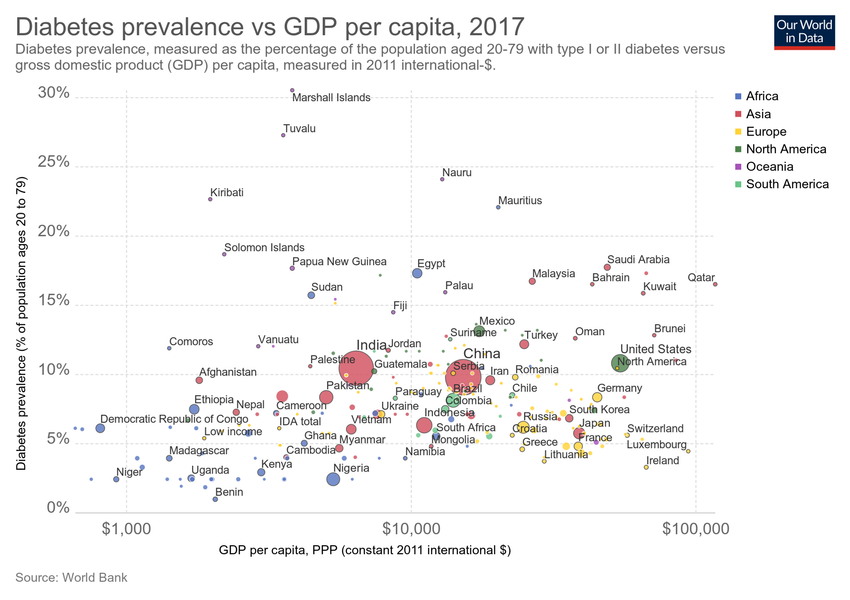 Diabetes prevalence vs GDP per capita, 2017
Diabetes prevalence, measured as the percentage of the population aged 20-79 with type I or II diabetes versus
gross domestic product (GDP) per capita, measured in 2011 international-$.
Our World
in Data
Diabetes prevalence (% of population ages 20 to 79)
30%
25%
20%
15%
10%
5%
0%
Marshall Islands
Tuvalu
Nauru
Kiribati
Mauritius
Solomon Islands
Papua New Guinea
Egypt
Saudi Arabia
Malaysia
Bahrain
Qatar
Sudan
Palau
Kuwait
Fiji
Mexico
Suriname
Turkey
Oman
Brunei
Comoros
Vanuatu
India
Jordan
China
United States
Palestine
Guatemala
Serbia
North America
Afghanistan
Iran
Romania
Pakistan
Paraguay
Brazil
Chile
Germany
Ethiopia
Nepal
Cameroon
Ukraine
Colombia
Indonesia
South Korea
Democratic Republic of Congo
IDA total
Vietnam
Russia
Low income
Ghana
Myanmar
South Africa
Mongolia
Croatia
Japan
Switzerland
Greece
France
Luxembourg
Madagascar
Cambodia
Namibia
Lithuania
Ireland
Niger
Uganda
Kenya
Nigeria
Benin
$1,000
$10,000
$100,000
GDP per capita, PPP (constant 2011 international $)
Africa
Asia
Europe
North America
Oceania
South America
Source: World Bank